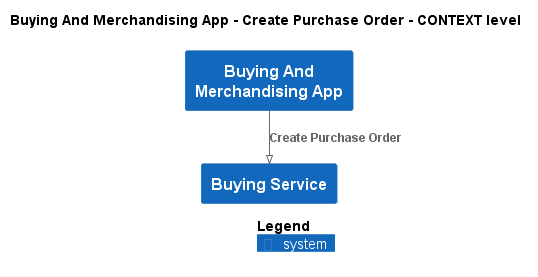 Buying And Merchandising App - Create Purchase Order - CONTEXT level
Buying And
Merchandising App
Create Purchase Order
Buying Service
Legend
system